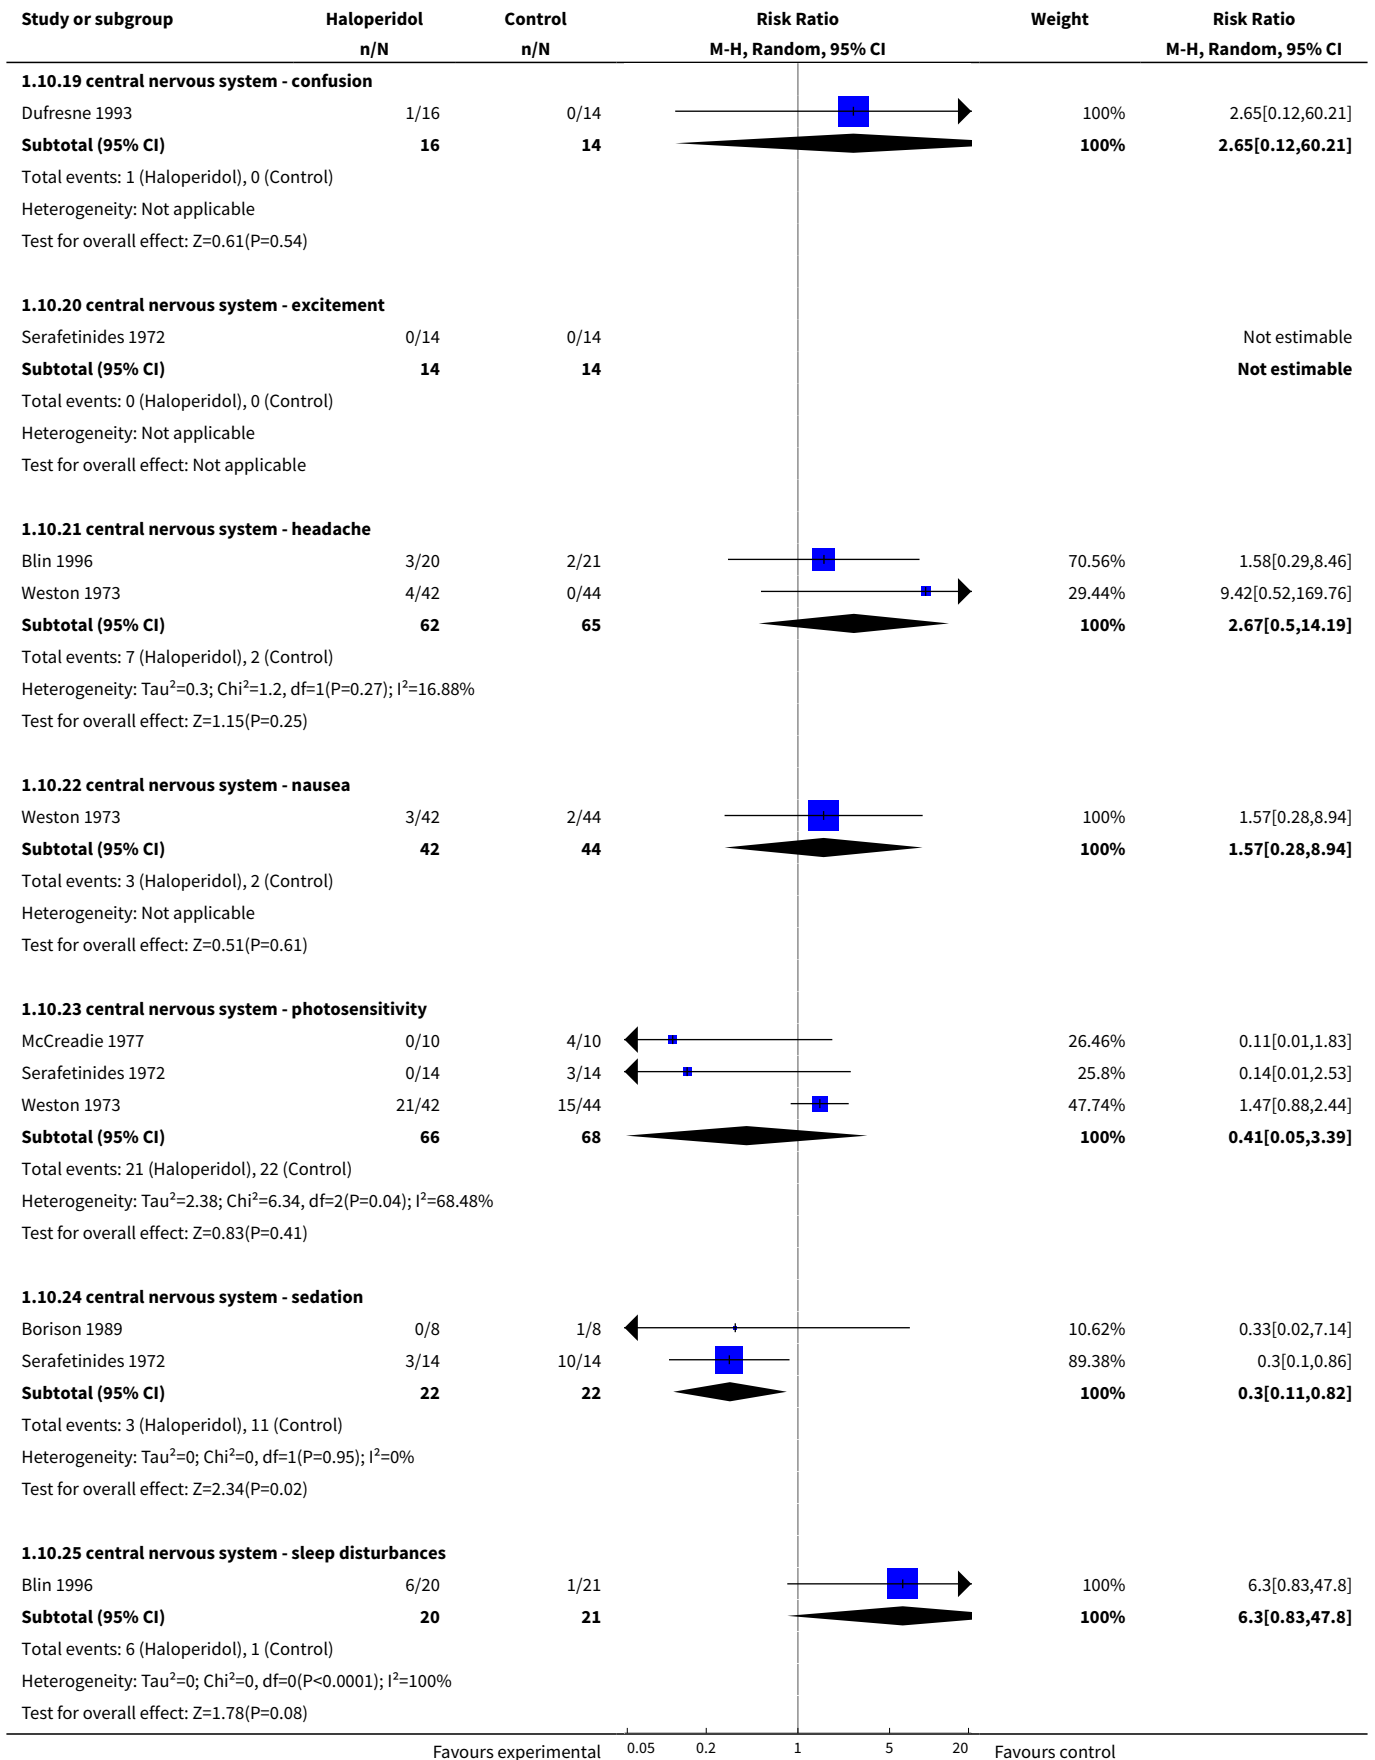 Study or subgroup Haloperidol Control Risk Ratio Weight Risk Ratio
n/N n/N M-H, Random, 95% CI M-H, Random, 95% CI
1.10.19 central nervous system - confusion
Dufresne 1993 1/16 0/14 100% 2.65[0.12,60.21]
Subtotal (95% CI) 16 14 100% 2.65[0.12,60.21]
Total events: 1 (Haloperidol), 0 (Control)
Heterogeneity: Not applicable
Test for overall effect: Z=0.61(P=0.54)
1.10.20 central nervous system - excitement
Serafetinides 1972 0/14 0/14 Not estimable
Subtotal (95% CI) 14 14 Not estimable
Total events: 0 (Haloperidol), 0 (Control)
Heterogeneity: Not applicable
Test for overall effect: Not applicable
1.10.21 central nervous system - headache
Blin 1996 3/20 2/21 70.56% 1.58[0.29,8.46]
Weston 1973 4/42 0/44 29.44% 9.42[0.52,169.76]
Subtotal (95% CI) 62 65 100% 2.67[0.5,14.19]
Total events: 7 (Haloperidol), 2 (Control)
Heterogeneity: Tau²=0.3; Chi²=1.2, df=1(P=0.27); I²=16.88%
Test for overall effect: Z=1.15(P=0.25)
1.10.22 central nervous system - nausea
Weston 1973 3/42 2/44 100% 1.57[0.28,8.94]
Subtotal (95% CI) 42 44 100% 1.57[0.28,8.94]
Total events: 3 (Haloperidol), 2 (Control)
Heterogeneity: Not applicable
Test for overall effect: Z=0.51(P=0.61)
1.10.23 central nervous system - photosensitivity
McCreadie 1977 0/10 4/10 26.46% 0.11[0.01,1.83]
Serafetinides 1972 0/14 3/14 25.8% 0.14[0.01,2.53]
Weston 1973 21/42 15/44 47.74% 1.47[0.88,2.44]
Subtotal (95% CI) 66 68 100% 0.41[0.05,3.39]
Total events: 21 (Haloperidol), 22 (Control)
Heterogeneity: Tau²=2.38; Chi²=6.34, df=2(P=0.04); I²=68.48%
Test for overall effect: Z=0.83(P=0.41)
1.10.24 central nervous system - sedation
Borison 1989 0/8 1/8 10.62% 0.33[0.02,7.14]
Serafetinides 1972 3/14 10/14 89.38% 0.3[0.1,0.86]
Subtotal (95% CI) 22 22 100% 0.3[0.11,0.82]
Total events: 3 (Haloperidol), 11 (Control)
Heterogeneity: Tau²=0; Chi²=0, df=1(P=0.95); I²=0%
Test for overall effect: Z=2.34(P=0.02)
1.10.25 central nervous system - sleep disturbances
Blin 1996 6/20 1/21 100% 6.3[0.83,47.8]
Subtotal (95% CI) 20 21 100% 6.3[0.83,47.8]
Total events: 6 (Haloperidol), 1 (Control)
Heterogeneity: Tau²=0; Chi²=0, df=0(P<0.0001); I²=100%
Test for overall effect: Z=1.78(P=0.08)
Favours experimental 0.05 0.2 1 5 20 Favours control